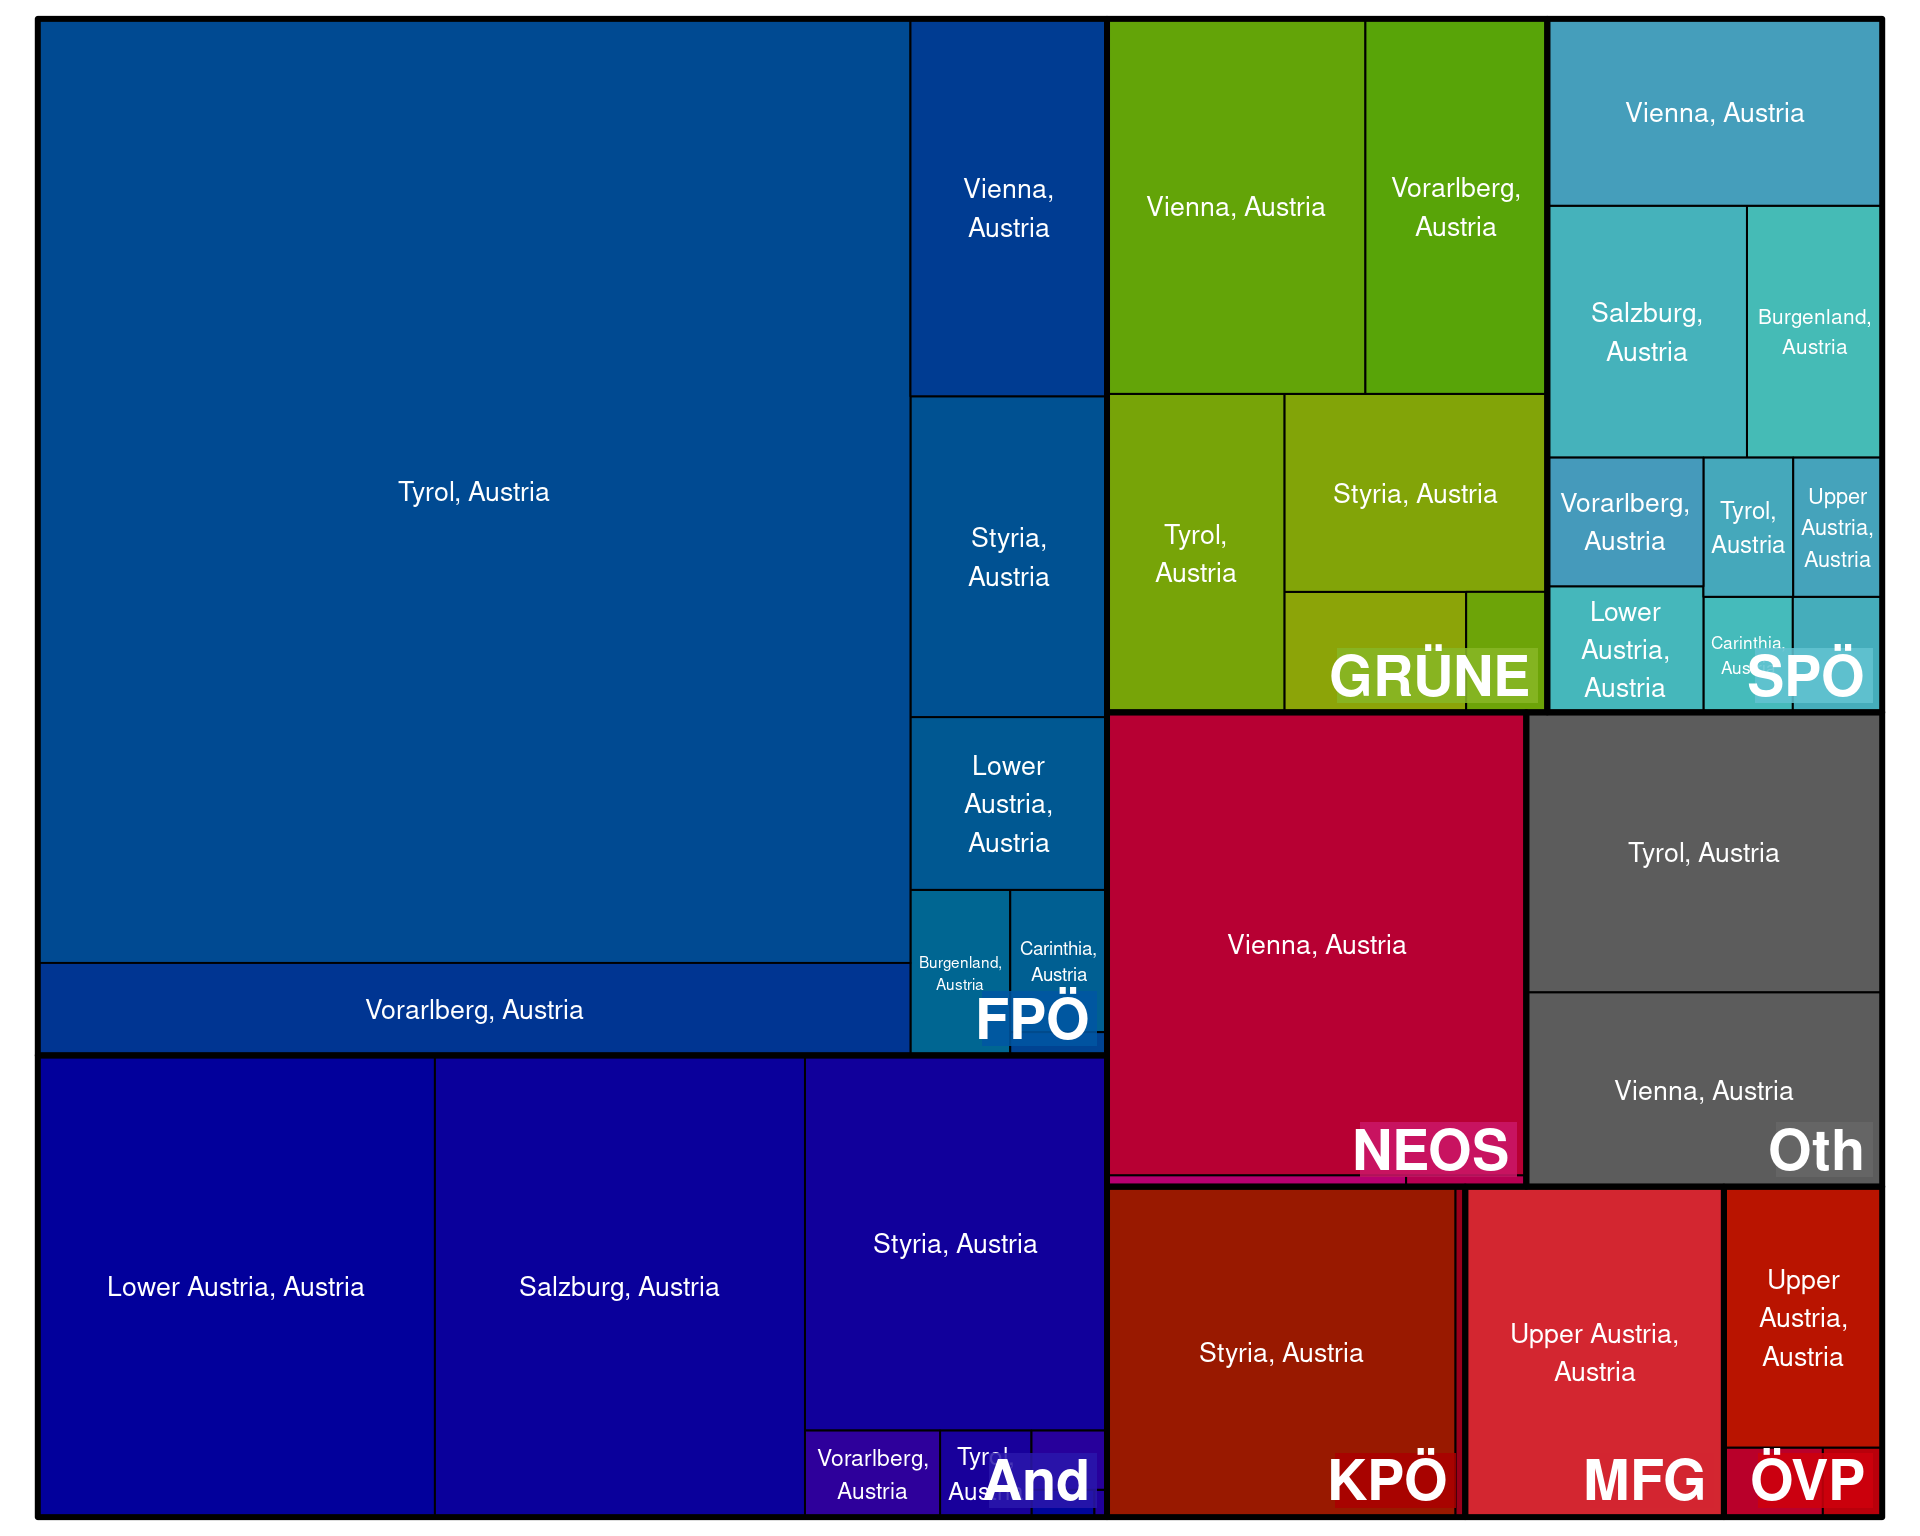 Tyrol, Austria
Vienna,
Austria
Styria,
Austria
Lower
Austria,
Austria
Burgenland,
Austria
Carinthia,
Austria
FPÖ
Vorarlberg, Austria
Lower Austria, Austria
Salzburg, Austria
Styria, Austria
Vorarlberg,
Austria
Tyrol,
And
Vienna, Austria
Vorarlberg,
Austria
Tyrol,
Austria
Styria, Austria
GRÜNE
Vienna, Austria
Salzburg,
Austria
Burgenland,
Austria
Vorarlberg,
Austria
Tyrol,
Austria
Upper
Austria,
Austria
Lower
Austria,
Austria
Carinthia,
SPÖ
Vienna, Austria
NEOS
Tyrol, Austria
Vienna, Austria
Oth
Styria, Austria
KPÖ
Upper Austria,
Austria
MFG
Upper
Austria,
Austria
ÖVP